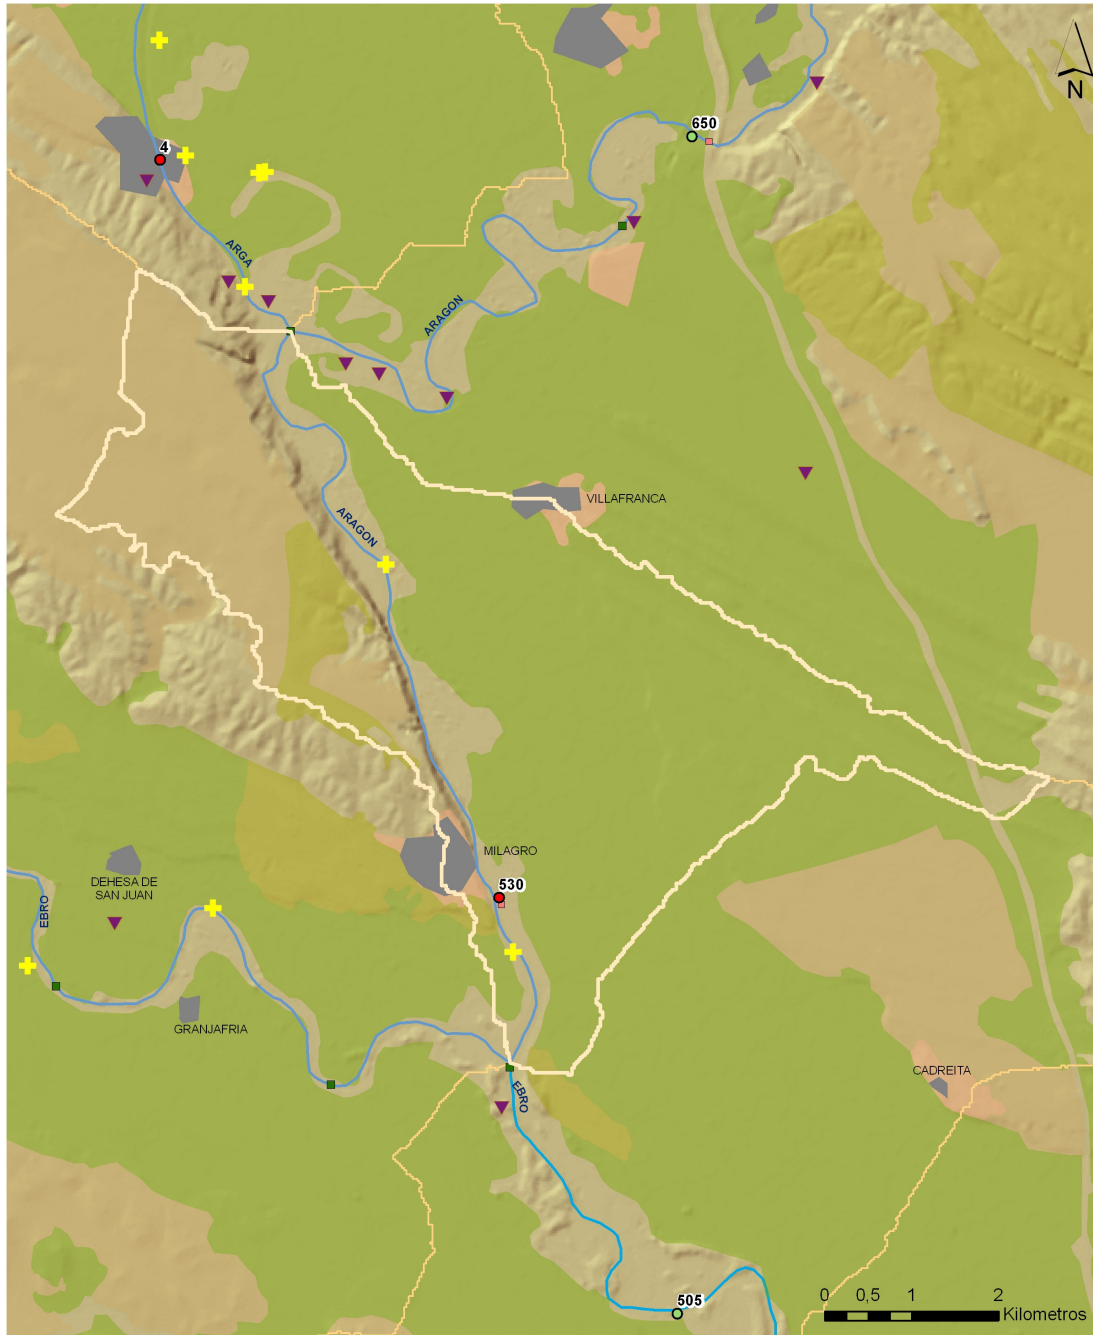 650
N
4
ARGA
ARAGON
VILLAFRANCA
ARAGON
MILAGRO
DEHESA DE
SAN JUAN
530
EBRO
GRANJAFRIA
CADREITA
EBRO
505
0 0,5 1 2
Kilometros